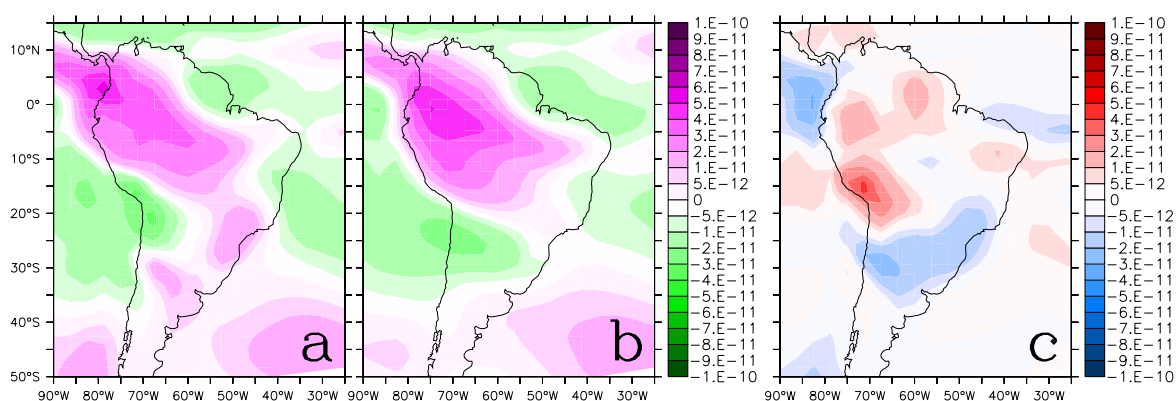 10°N
0°
10°S
20°S
30°S
40°S
50°S
90°W 80°W 70°W 60°W 50°W 40°W 30°W
a
90°W 80°W 70°W 60°W 50°W 40°W 30°W
b
1.E-10
9.E-11
8.E-11
7.E-11
6.E-11
5.E-11
4.E-11
3.E-11
2.E-11
1.E-11
5.E-12
0
-5.E-12
-1.E-11
-2.E-11
-3.E-11
-4.E-11
-5.E-11
-6.E-11
-7.E-11
-8.E-11
-9.E-11
-1.E-10
90°W 80°W 70°W 60°W 50°W 40°W 30°W
c
1.E-10
9.E-11
8.E-11
7.E-11
6.E-11
5.E-11
4.E-11
3.E-11
2.E-11
1.E-11
5.E-12
0
-5.E-12
-1.E-11
-2.E-11
-3.E-11
-4.E-11
-5.E-11
-6.E-11
-7.E-11
-8.E-11
-9.E-11
-1.E-10